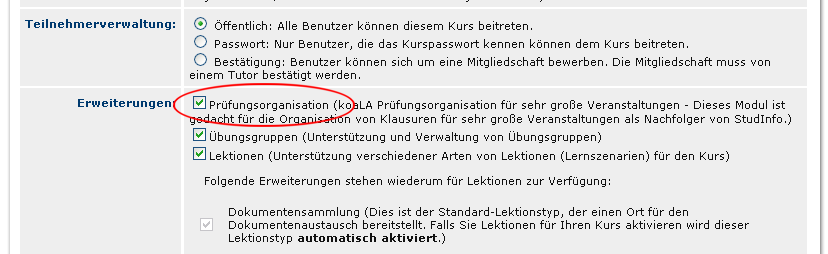 Teilnehmerverwaltung:
Öffentlich: Alle Benutzer können diesem Kurs beitreten.
Passwort: Nur Benutzer, die das Kurspasswort kennen können dem Kurs beitreten.
Bestätigung: Benutzer können sich um eine Mitgliedschaft bewerben. Die Mitgliedschaft muss von
einem Tutor bestätigt werden.
Erweiterungen:
Prüfungsorganisation (koaLA Prüfungsorganisation für sehr große Veranstaltungen - Dieses Modul ist
gedacht für die Organisation von Klausuren für sehr große Veranstaltungen als Nachfolger von StudInfo.)
Übungsgruppen (Unterstützung und Verwaltung von Übungsgruppen)
Lektionen (Unterstützung verschiedener Arten von Lektionen (Lernszenarien) für den Kurs)
Folgende Erweiterungen stehen wiederum für Lektionen zur Verfügung:
Dokumentensammlung (Dies ist der Standard-Lektionstyp, der einen Ort für den
Dokumentenaustausch bereitstellt. Falls Sie Lektionen für Ihren Kurs aktivieren wird dieser
Lektionstyp automatisch aktiviert.)